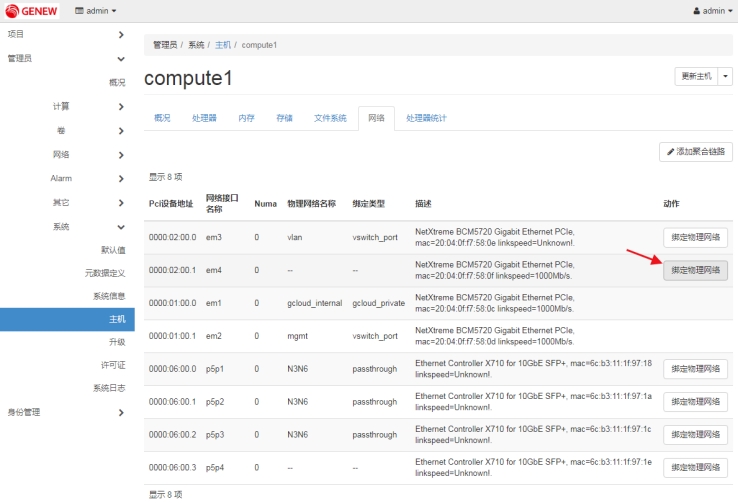 GENEW admin admin
项目
管理员
概况
计算
卷
网络
Alarm
其它
系统
默认值
元数据定义
系统信息
主机
升级
许可证
系统日志
身份管理
管理员 / 系统 / 主机 / compute1
compute1 更新主机
概况 处理器 内存 存储 文件系统 网络 处理器统计
添加聚合链路
显示 8 项
Pci设备地址 网络接口名称 Numa 物理网络名称 绑定类型 描述 动作
0000:02:00.0 em3 0 vlan vswitch_port NetXtreme BCM5720 Gigabit Ethernet PCIe, 绑定物理网络
mac=20:04:0f:f7:58:0e linkspeed=Unknown!.
0000:02:00.1 em4 0 -- -- NetXtreme BCM5720 Gigabit Ethernet PCIe, 绑定物理网络
mac=20:04:0f:f7:58:0f linkspeed=1000Mb/s.
0000:01:00.0 em1 0 gcloud_internal gcloud_private NetXtreme BCM5720 Gigabit Ethernet PCIe,
mac=20:04:0f:f7:58:0c linkspeed=1000Mb/s.
0000:01:00.1 em2 0 mgmt vswitch_port NetXtreme BCM5720 Gigabit Ethernet PCIe,
mac=20:04:0f:f7:58:0d linkspeed=1000Mb/s.
0000:06:00.0 p5p1 0 N3N6 passthrough Ethernet Controller X710 for 10GbE SFP+, mac=6c:b3:11:1f:97:18 绑定物理网络
linkspeed=Unknown!.
0000:06:00.1 p5p2 0 N3N6 passthrough Ethernet Controller X710 for 10GbE SFP+, mac=6c:b3:11:1f:97:1a 绑定物理网络
linkspeed=Unknown!.
0000:06:00.2 p5p3 0 N3N6 passthrough Ethernet Controller X710 for 10GbE SFP+, mac=6c:b3:11:1f:97:1c 绑定物理网络
linkspeed=Unknown!.
0000:06:00.3 p5p4 0 -- -- Ethernet Controller X710 for 10GbE SFP+, mac=6c:b3:11:1f:97:1e 绑定物理网络
linkspeed=Unknown!.
显示 8 项